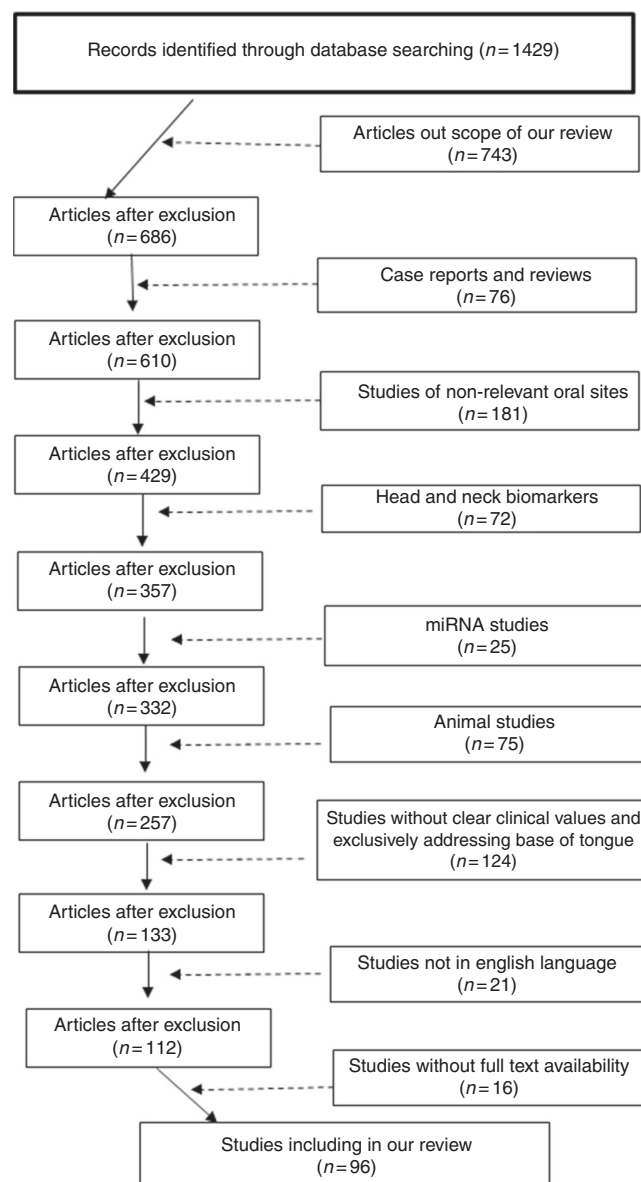 Records identified through database searching (n=1429)
Articles out scope of our review
(n=743)
Articles after exclusion
(n=686)
Case reports and reviews
(n=76)
Articles after exclusion
(n=610)
Studies of non-relevant oral sites
(n=181)
Articles after exclusion
(n=429)
Head and neck biomarkers
(n=72)
Articles after exclusion
(n=357)
miRNA studies
(n=25)
Articles after exclusion
(n=332)
Animal studies
(n=75)
Articles after exclusion
(n=257)
Studies without clear clinical values and
exclusively addressing base of tongue
(n=124)
Articles after exclusion
(n=133)
Studies not in english language
(n=21)
Articles after exclusion
(n=112)
Studies without full text availability
(n=16)
Studies including in our review
(n=96)